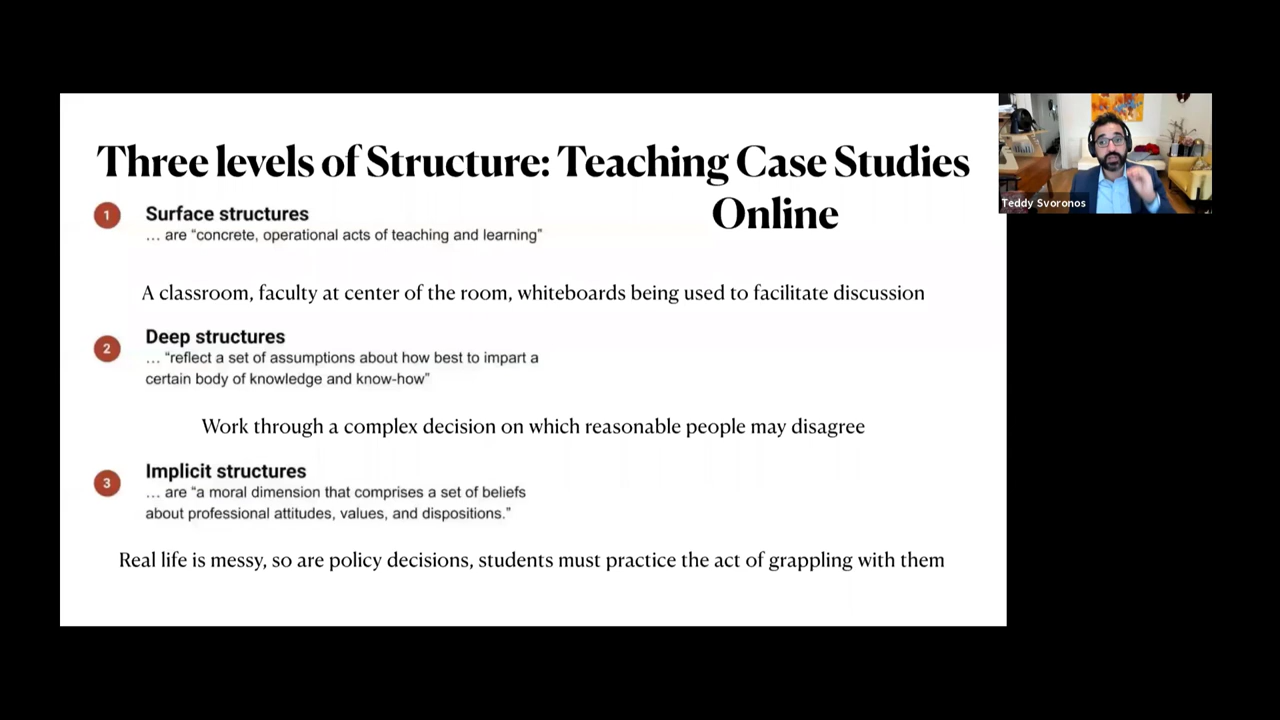 Three levels of Structure: Teaching Case Studies
Online
1 Surface structures
… are “concrete, operational acts of teaching and learning”
A classroom, faculty at center of the room, whiteboards being used to facilitate discussion
2 Deep structures
… “reflect a set of assumptions about how best to impart a
certain body of knowledge and know-how”
Work through a complex decision on which reasonable people may disagree
3 Implicit structures
… are “a moral dimension that comprises a set of beliefs
about professional attitudes, values, and dispositions.”
Real life is messy, so are policy decisions, students must practice the act of grappling with them
Teddy Svoronos